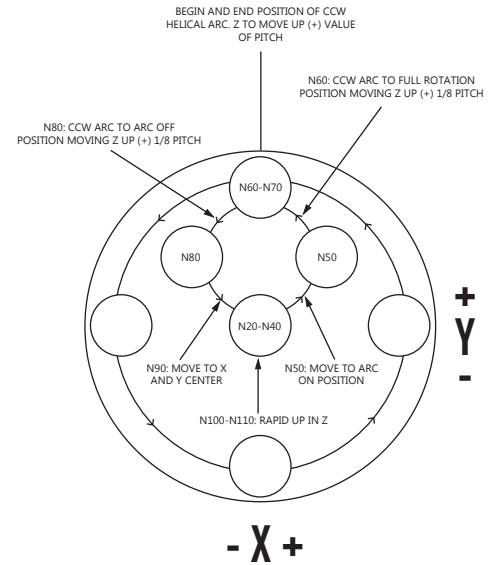 BEGIN AND END POSITION OF CCW
HELICAL ARC. Z TO MOVE UP (+) VALUE
OF PITCH
N60: CCW ARC TO FULL ROTATION
POSITION MOVING Z UP (+) 1/8 PITCH
N80: CCW ARC TO ARC OFF
POSITION MOVING Z UP (+) 1/8 PITCH
N60-N70
N80
N50
N20-N40
N90: MOVE TO X
AND Y CENTER
N50: MOVE TO ARC
ON POSITION
N100-N110: RAPID UP IN Z
+
Y
-
- X +